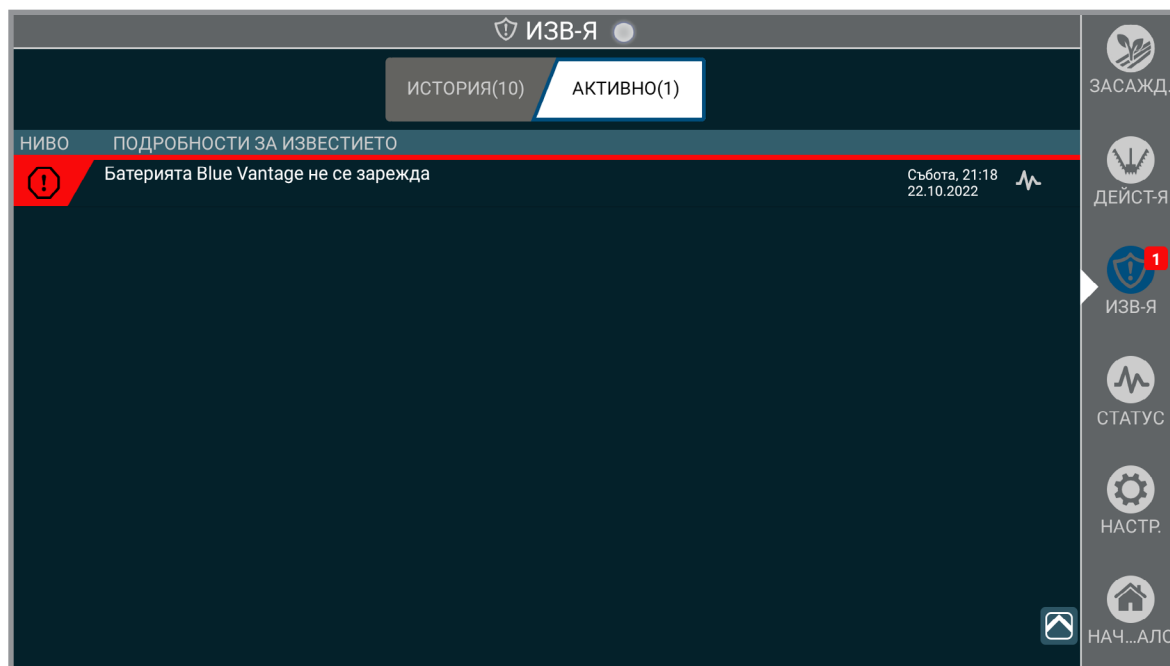 ИЗВ-Я
ИСТОРИЯ(10) АКТИВНО(1)
НИВО ПОДРОБНОСТИ ЗА ИЗВЕСТИЕТО
Батерията Blue Vantage не се зарежда
Събота, 21:18
22.10.2022
ЗАСАЖД.
ДЕЙСТ-Я
1
ИЗВ-Я
СТАТУС
НАСТР.
НАЧ...АЛО